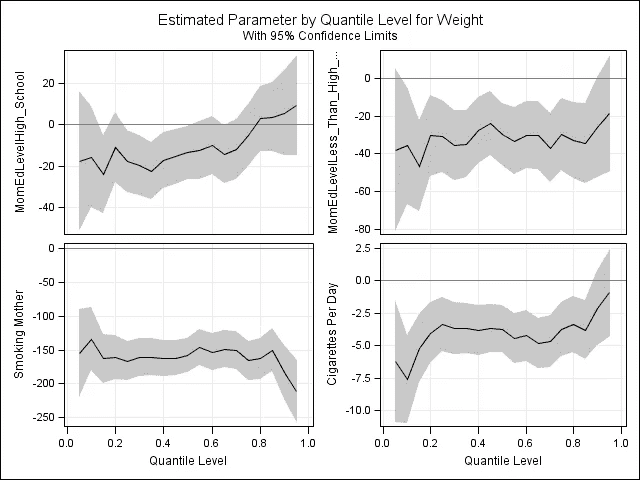 Estimated Parameter by Quantile Level for Weight
With 95% Confidence Limits
MomEdLevelHigh_School
20
0
-20
-40
MomEdLevelLess_Than_High_...
0
-20
-40
-60
-80
Smoking Mother
0
-50
-100
-150
-200
-250
0.0 0.2 0.4 0.6 0.8 1.0
Quantile Level
Cigarettes Per Day
2.5
0.0
-2.5
-5.0
-7.5
-10.0
0.0 0.2 0.4 0.6 0.8 1.0
Quantile Level